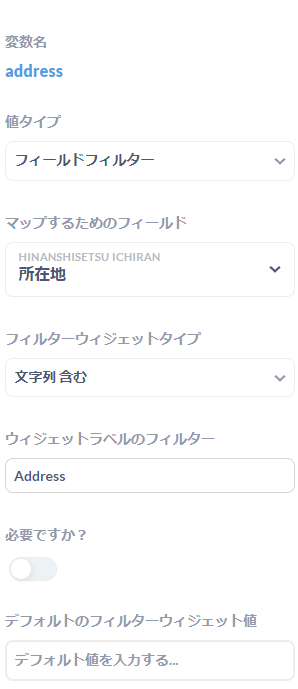 変数名
address
値タイプ
フィールドフィルター
マップするためのフィールド
HINANSHISETSU ICHIRAN
所在地
フィルターウィジェットタイプ
文字列 含む
ウィジェットラベルのフィルター
Address
必要ですか？
デフォルトのフィルターウィジェット値
デフォルト値を入力する...